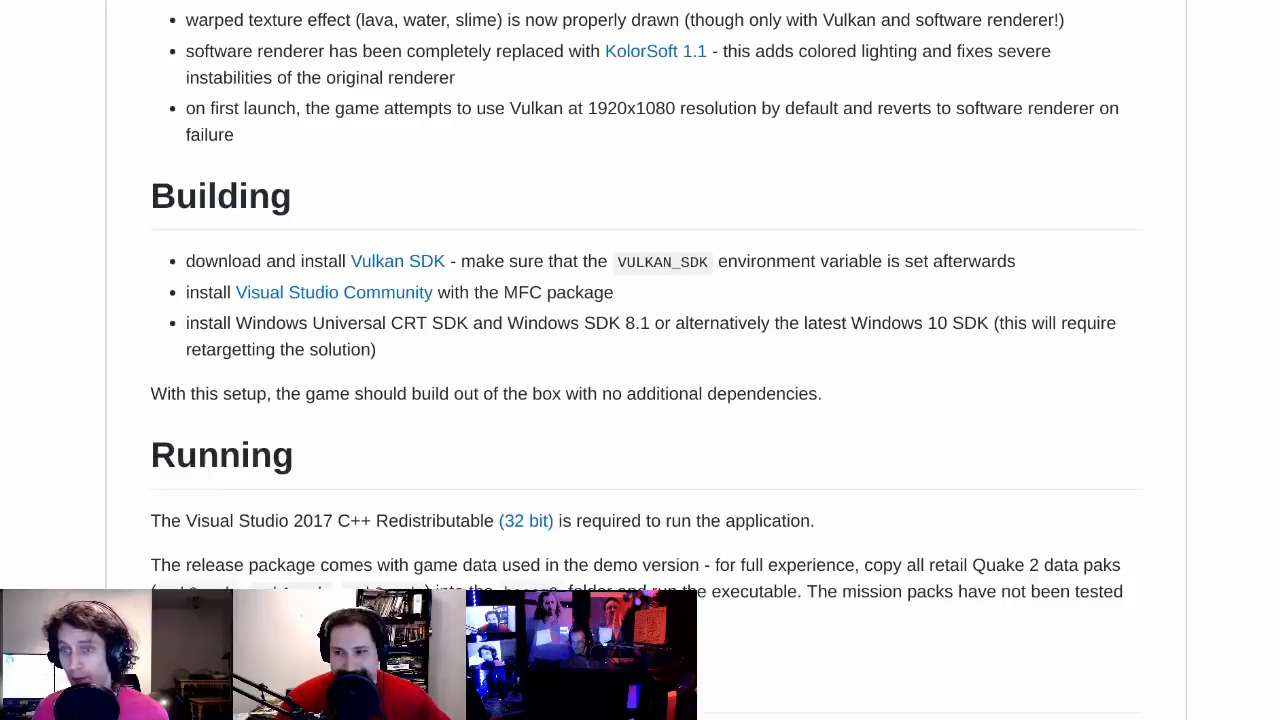 warped texture effect (lava, water, slime) is now properly drawn (though only with Vulkan and software renderer!)
software renderer has been completely replaced with KolorSoft 1.1 - this adds colored lighting and fixes severe
instabilities of the original renderer
on first launch, the game attempts to use Vulkan at 1920x1080 resolution by default and reverts to software renderer on
failure
Building
download and install Vulkan SDK - make sure that the VULKAN_SDK environment variable is set afterwards
install Visual Studio Community with the MFC package
install Windows Universal CRT SDK and Windows SDK 8.1 or alternatively the latest Windows 10 SDK (this will require
retargetting the solution)
With this setup, the game should build out of the box with no additional dependencies.
Running
The Visual Studio 2017 C++ Redistributable (32 bit) is required to run the application.
The release package comes with game data used in the demo version - for full experience, copy all retail Quake 2 data paks
into the folder and run the executable. The mission packs have not been tested